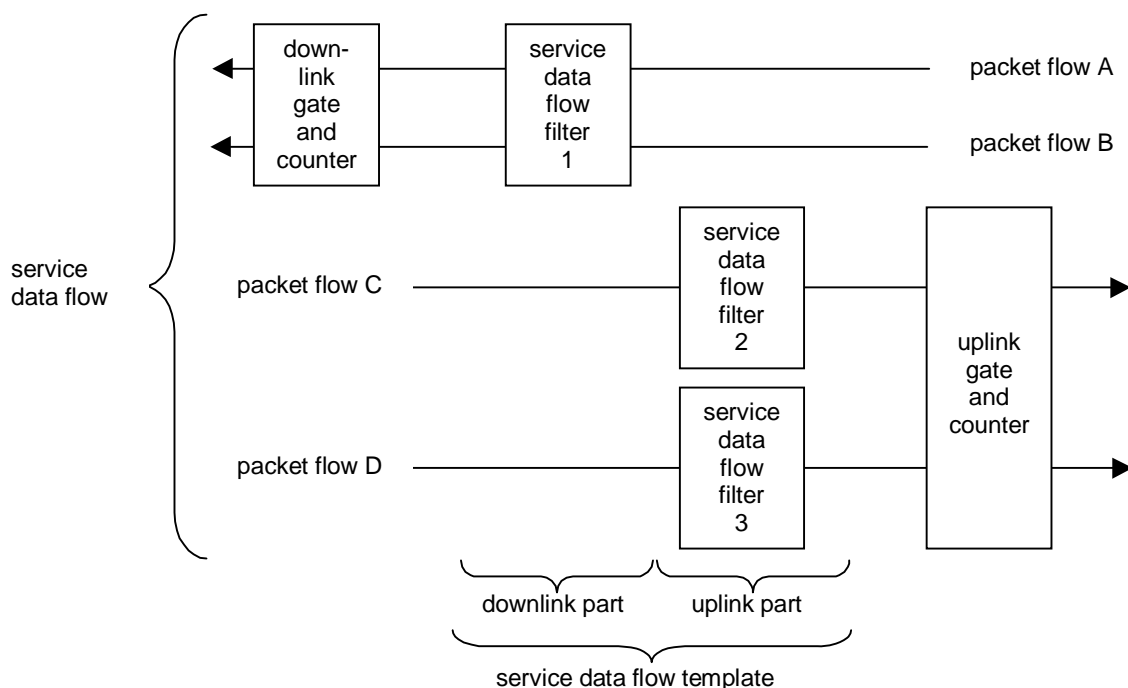 down-
link
gate
and
counter
service
data
flow
filter
1
packet flow A
packet flow B
service
data flow
packet flow C
service
data
flow
filter
2
uplink
gate
and
counter
packet flow D
service
data
flow
filter
3
downlink part
uplink part
service data flow template